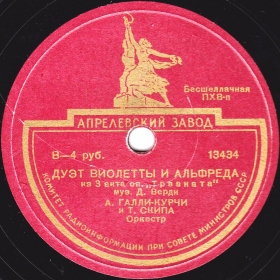 Бесшеллачная
ПХВ-п
АПРЕЛЕВСКИЙ ЗАВОД
В—4 руб. 13434
ДУЭТ ВИОЛЕТТЫ И АЛЬФРЕДА
из 3 акта оп. „Травиата"
муз. Д. Верди
А. ГАЛЛИ-КУРЧИ
и Т. СКИПА
Оркестр
КОМИТЕТ РАДИОИНФОРМАЦИИ ПРИ СОВЕТЕ МИНИСТРОВ СССР